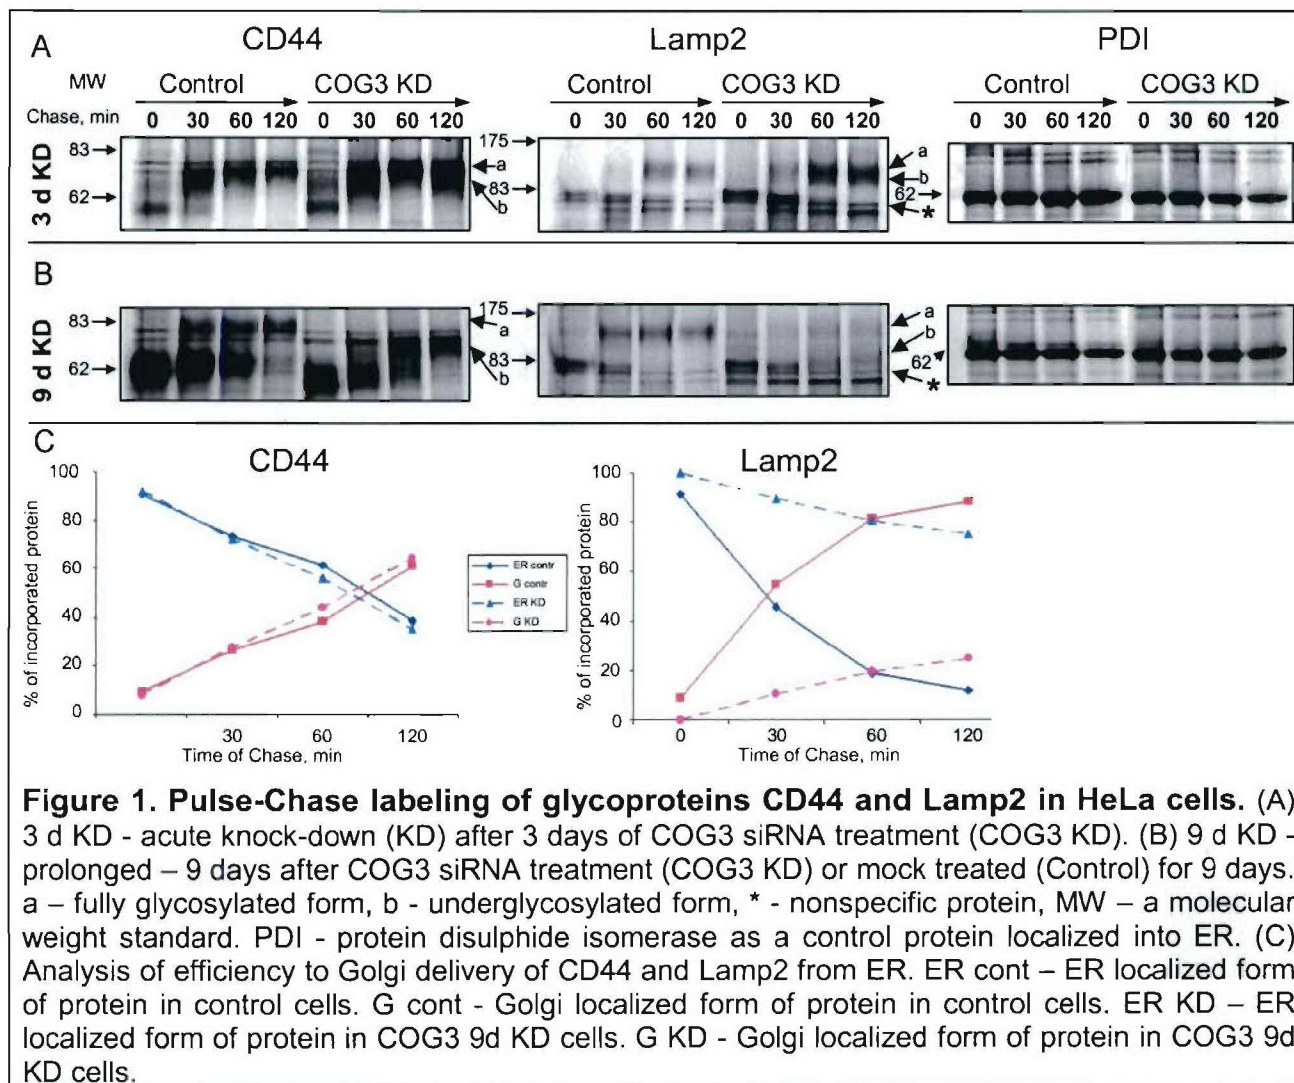 A
CD44
Lamp2
PDI
MW
Control
COG3 KD
Control
COG3 KD
Control
COG3 KD
Chase, min
0 30 60 120 0 30 60 120
0 30 60 120 0 30 60 120
0 30 60 120 0 30 60 120
3 d KD
83
62
a
b
175
83
a
b
*
62
B
9 d KD
83
62
a
b
175
83
a
b
*
62
C
CD44
% of incorporated protein
100
80
60
40
20
0
30 60 120
Time of Chase, min
ER contr
G contr
ER KD
G KD
Lamp2
% of incorporated protein
100
80
60
40
20
0
0 30 60 120
Time of Chase, min
Figure 1. Pulse-Chase labeling of glycoproteins CD44 and Lamp2 in HeLa cells. (A)
3 d KD - acute knock-down (KD) after 3 days of COG3 siRNA treatment (COG3 KD). (B) 9 d KD -
prolonged – 9 days after COG3 siRNA treatment (COG3 KD) or mock treated (Control) for 9 days.
a – fully glycosylated form, b - underglycosylated form, * - nonspecific protein, MW – a molecular
weight standard. PDI - protein disulphide isomerase as a control protein localized into ER. (C)
Analysis of efficiency to Golgi delivery of CD44 and Lamp2 from ER. ER cont – ER localized form
of protein in control cells. G cont - Golgi localized form of protein in control cells. ER KD – ER
localized form of protein in COG3 9d KD cells. G KD - Golgi localized form of protein in COG3 9d
KD cells.